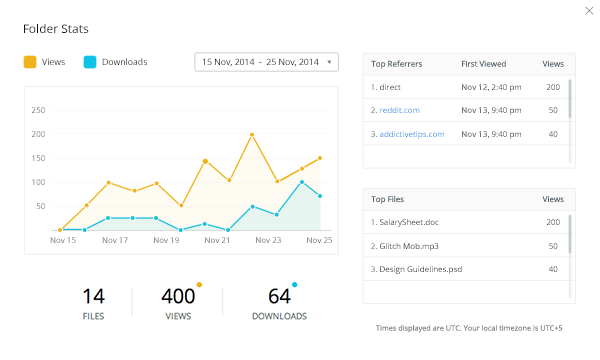 Folder Stats
Views
Downloads
15 Nov, 2014 - 25 Nov, 2014
250
200
150
100
50
Nov 15 Nov 17 Nov 19 Nov 21 Nov 23 Nov 25
14
FILES
400
VIEWS
64
DOWNLOADS
Top Referrers First Viewed Views
1. direct Nov 12, 2:40 pm 200
2. reddit.com Nov 13, 9:40 pm 50
3. addictivetips.com Nov 13, 9:40 pm 40
Top Files Views
1. SalarySheet.doc 200
2. Glitch Mob.mp3 50
3. Design Guidelines.psd 40
Times displayed are UTC. Your local timezone is UTC+5